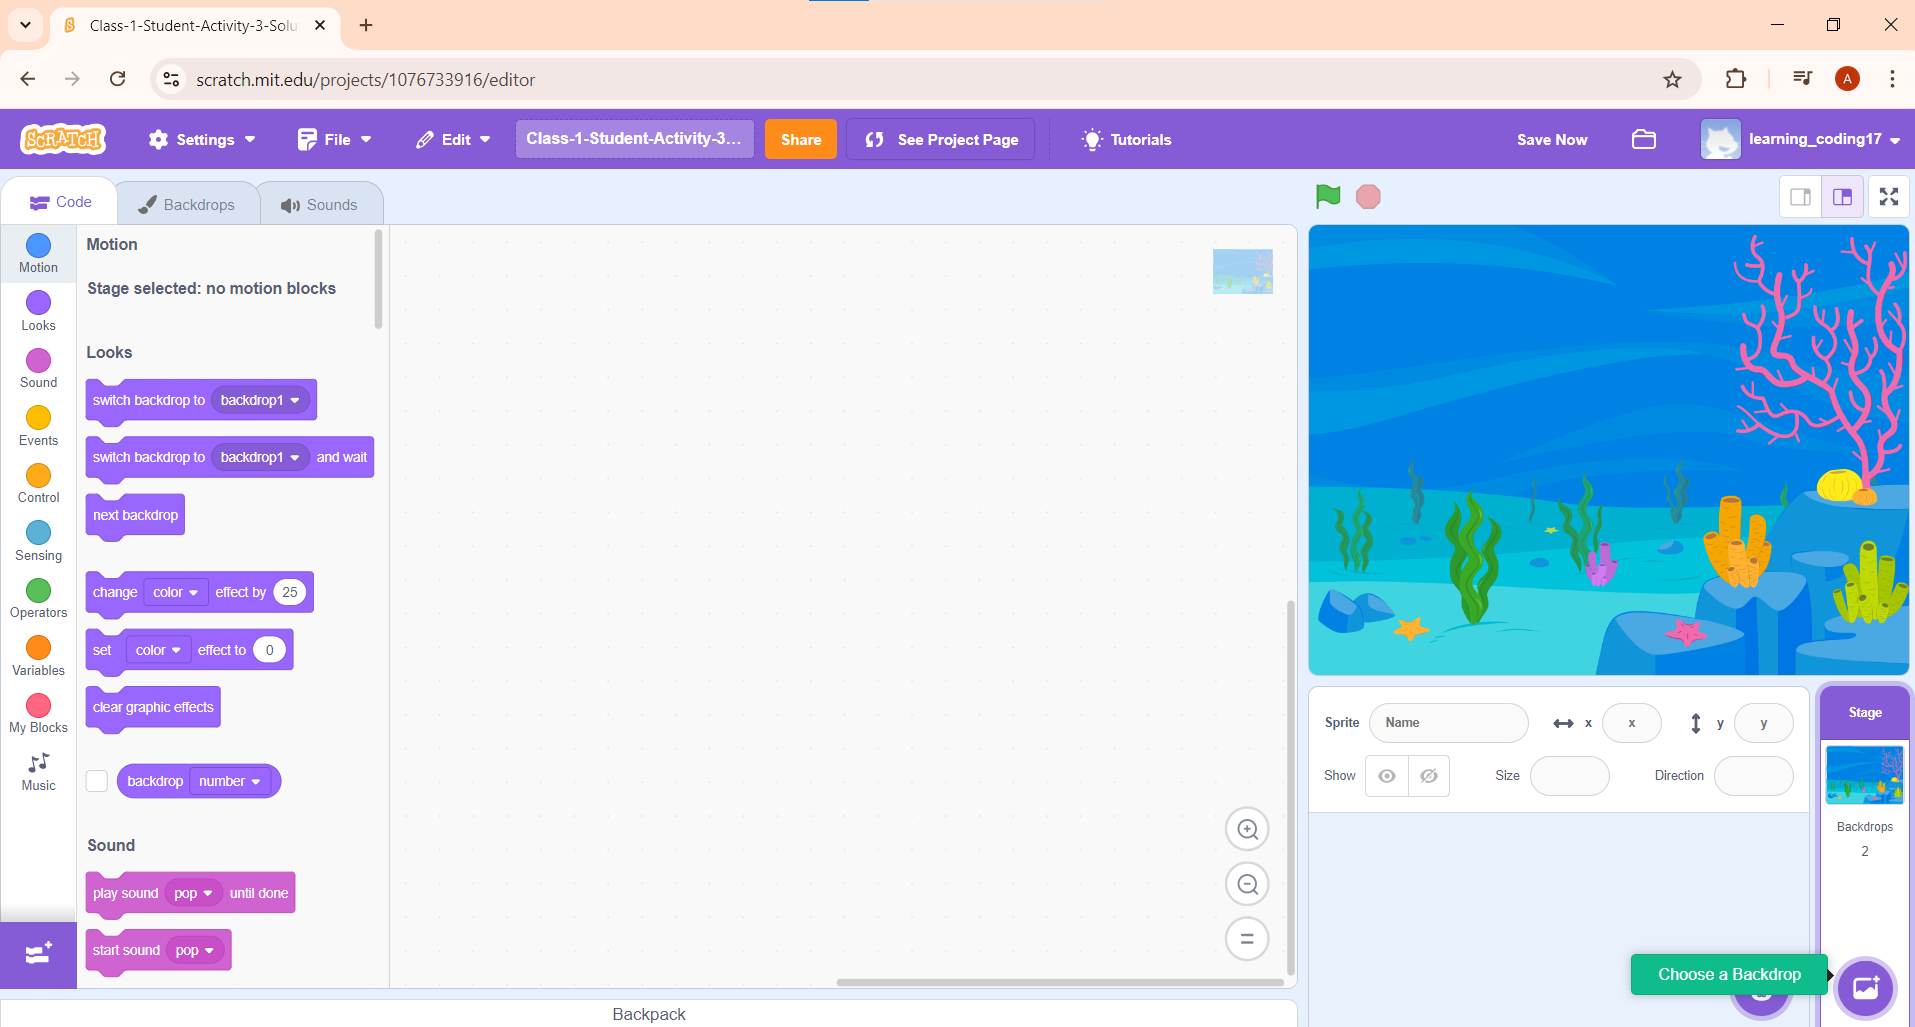 Class-1-Student-Activity-3-Solu
scratch.mit.edu/projects/1076733916/editor
A
SCRATCH
Settings
File
Edit
Class-1-Student-Activity-3...
Share
See Project Page
Tutorials
Save Now
learning_coding17
Code
Backdrops
Sounds
Motion
Looks
Sound
Events
Control
Sensing
Operators
Variables
My Blocks
Music
Motion
Stage selected: no motion blocks
Looks
switch backdrop to backdrop1
switch backdrop to backdrop1 and wait
next backdrop
change color effect by 25
set color effect to 0
clear graphic effects
backdrop number
Sound
play sound pop until done
start sound pop
Backpack
Sprite Name x x y y
Show Size Direction
Stage
Backdrops
2
Choose a Backdrop